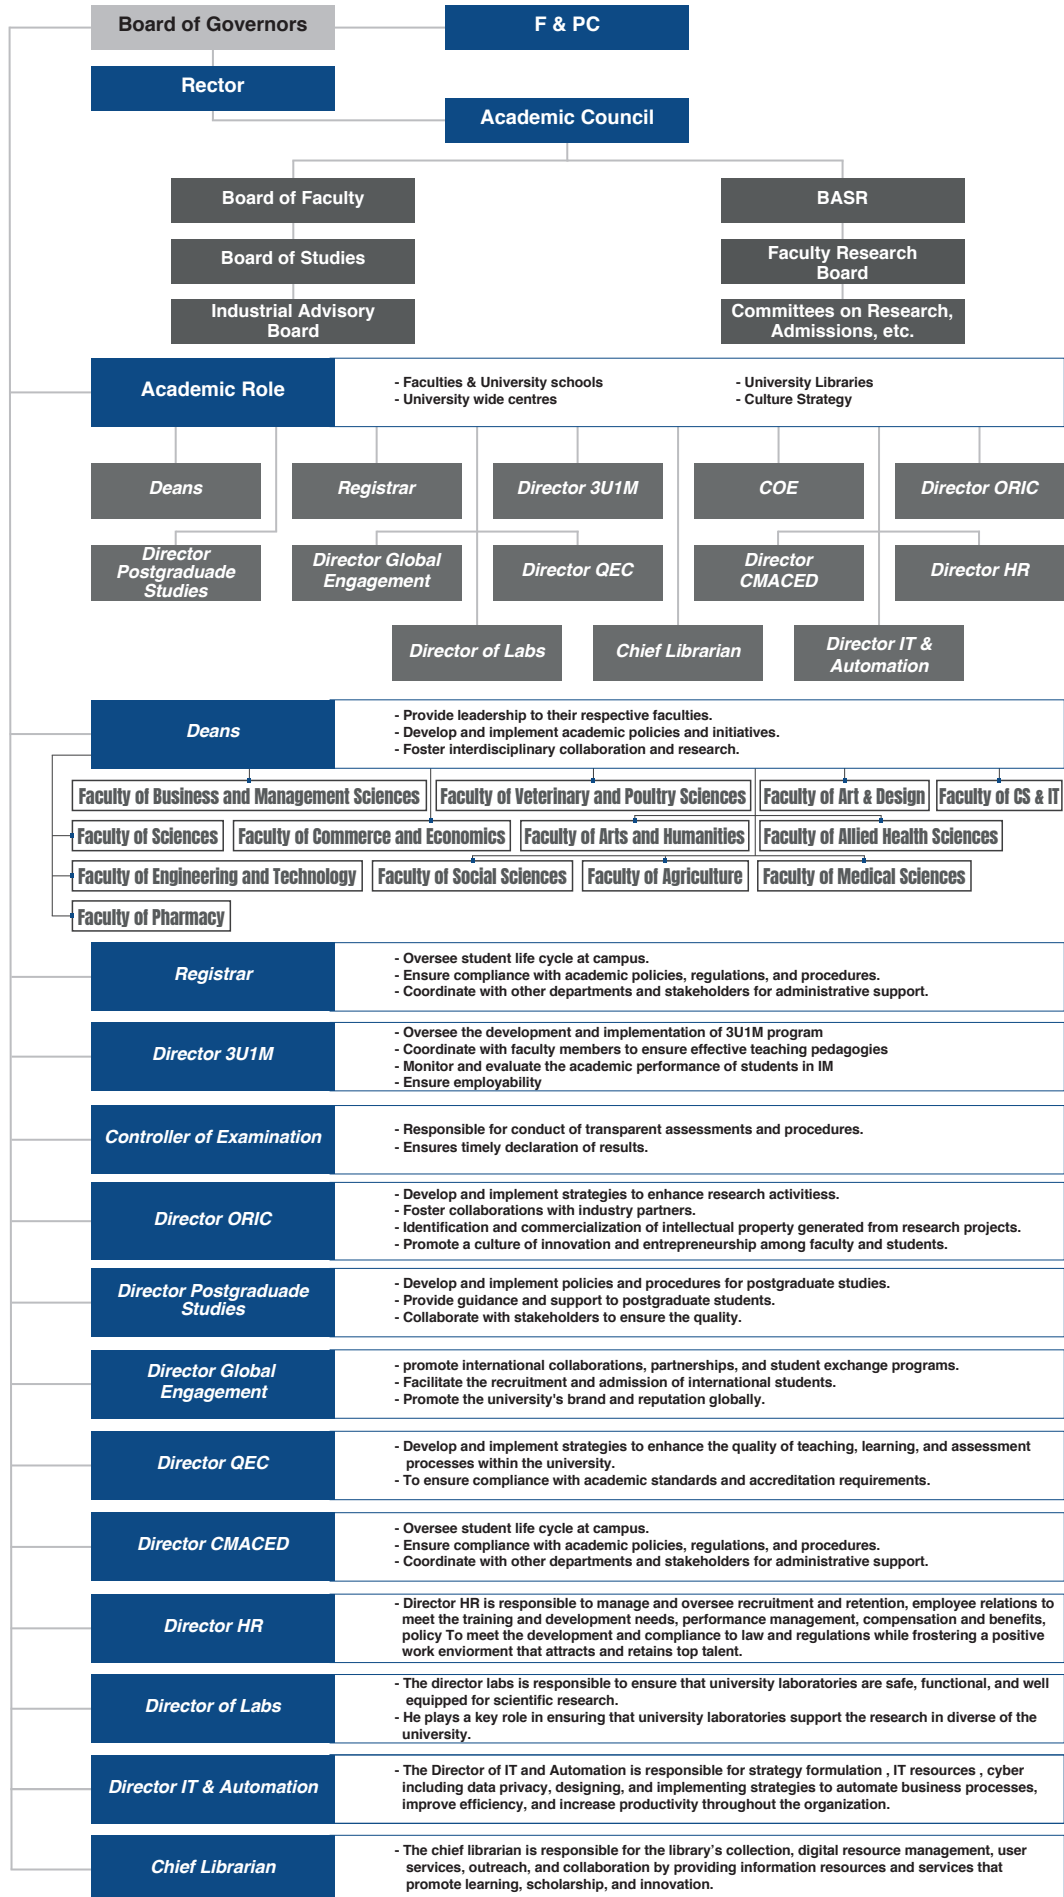 Board of Governors
F & PC
Rector
Academic Council
Board of Faculty
BASR
Board of Studies
Faculty Research
Board
Industrial Advisory
Board
Committees on Research,
Admissions, etc.
Academic Role
- Faculties & University schools
- University wide centres
- University Libraries
- Culture Strategy
Deans
Registrar
Director 3U1M
COE
Director ORIC
Director
Postgraduate
Studies
Director Global
Engagement
Director QEC
Director
CMACED
Director HR
Director of Labs
Chief Librarian
Director IT &
Automation
Deans
- Provide leadership to their respective faculties.
- Develop and implement academic policies and initiatives.
- Foster interdisciplinary collaboration and research.
Faculty of Business and Management Sciences
Faculty of Veterinary and Poultry Sciences
Faculty of Art & Design
Faculty of CS & IT
Faculty of Sciences
Faculty of Commerce and Economics
Faculty of Arts and Humanities
Faculty of Allied Health Sciences
Faculty of Engineering and Technology
Faculty of Social Sciences
Faculty of Agriculture
Faculty of Medical Sciences
Faculty of Pharmacy
Registrar
- Oversee student life cycle at campus.
- Ensure compliance with academic policies, regulations, and procedures.
- Coordinate with other departments and stakeholders for administrative support.
Director 3U1M
- Oversee the development and implementation of 3U1M program
- Coordinate with faculty members to ensure effective teaching pedagogies
- Monitor and evaluate the academic performance of students in IM
- Ensure employability
Controller of Examination
- Responsible for conduct of transparent assessments and procedures.
- Ensures timely declaration of results.
Director ORIC
- Develop and implement strategies to enhance research activitiess.
- Foster collaborations with industry partners.
- Identification and commercialization of intellectual property generated from research projects.
- Promote a culture of innovation and entrepreneurship among faculty and students.
Director Postgraduate
Studies
- Develop and implement policies and procedures for postgraduate studies.
- Provide guidance and support to postgraduate students.
- Collaborate with stakeholders to ensure the quality.
Director Global
Engagement
- promote international collaborations, partnerships, and student exchange programs.
- Facilitate the recruitment and admission of international students.
- Promote the university's brand and reputation globally.
Director QEC
- Develop and implement strategies to enhance the quality of teaching, learning, and assessment
processes within the university.
- To ensure compliance with academic standards and accreditation requirements.
Director CMACED
- Oversee student life cycle at campus.
- Ensure compliance with academic policies, regulations, and procedures.
- Coordinate with other departments and stakeholders for administrative support.
Director HR
- Director HR is responsible to manage and oversee recruitment and retention, employee relations to
meet the training and development needs, performance management, compensation and benefits,
policy To meet the development and compliance to law and regulations while frostering a positive
work enviorment that attracts and retains top talent.
Director of Labs
- The director labs is responsible to ensure that university laboratories are safe, functional, and well
equipped for scientific research.
- He plays a key role in ensuring that university laboratories support the research in diverse of the
university.
Director IT & Automation
- The Director of IT and Automation is responsible for strategy formulation , IT resources , cyber
including data privacy, designing, and implementing strategies to automate business processes,
improve efficiency, and increase productivity throughout the organization.
Chief Librarian
- The chief librarian is responsible for the library’s collection, digital resource management, user
services, outreach, and collaboration by providing information resources and services that
promote learning, scholarship, and innovation.